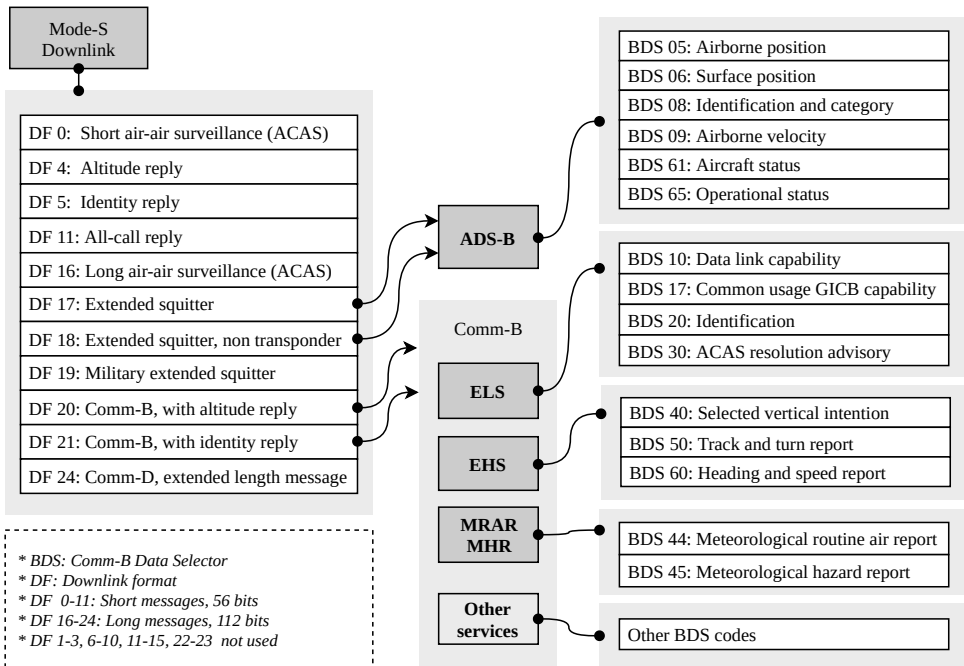 Mode-S
Downlink
DF 0: Short air-air surveillance (ACAS)
DF 4: Altitude reply
DF 5: Identity reply
DF 11: All-call reply
DF 16: Long air-air surveillance (ACAS)
DF 17: Extended squitter
DF 18: Extended squitter, non transponder
DF 19: Military extended squitter
DF 20: Comm-B, with altitude reply
DF 21: Comm-B, with identity reply
DF 24: Comm-D, extended length message
* BDS: Comm-B Data Selector
* DF: Downlink format
* DF 0-11: Short messages, 56 bits
* DF 16-24: Long messages, 112 bits
* DF 1-3, 6-10, 11-15, 22-23 not used
ADS-B
Comm-B
ELS
EHS
MRAR
MHR
Other
services
BDS 05: Airborne position
BDS 06: Surface position
BDS 08: Identification and category
BDS 09: Airborne velocity
BDS 61: Aircraft status
BDS 65: Operational status
BDS 10: Data link capability
BDS 17: Common usage GICB capability
BDS 20: Identification
BDS 30: ACAS resolution advisory
BDS 40: Selected vertical intention
BDS 50: Track and turn report
BDS 60: Heading and speed report
BDS 44: Meteorological routine air report
BDS 45: Meteorological hazard report
Other BDS codes